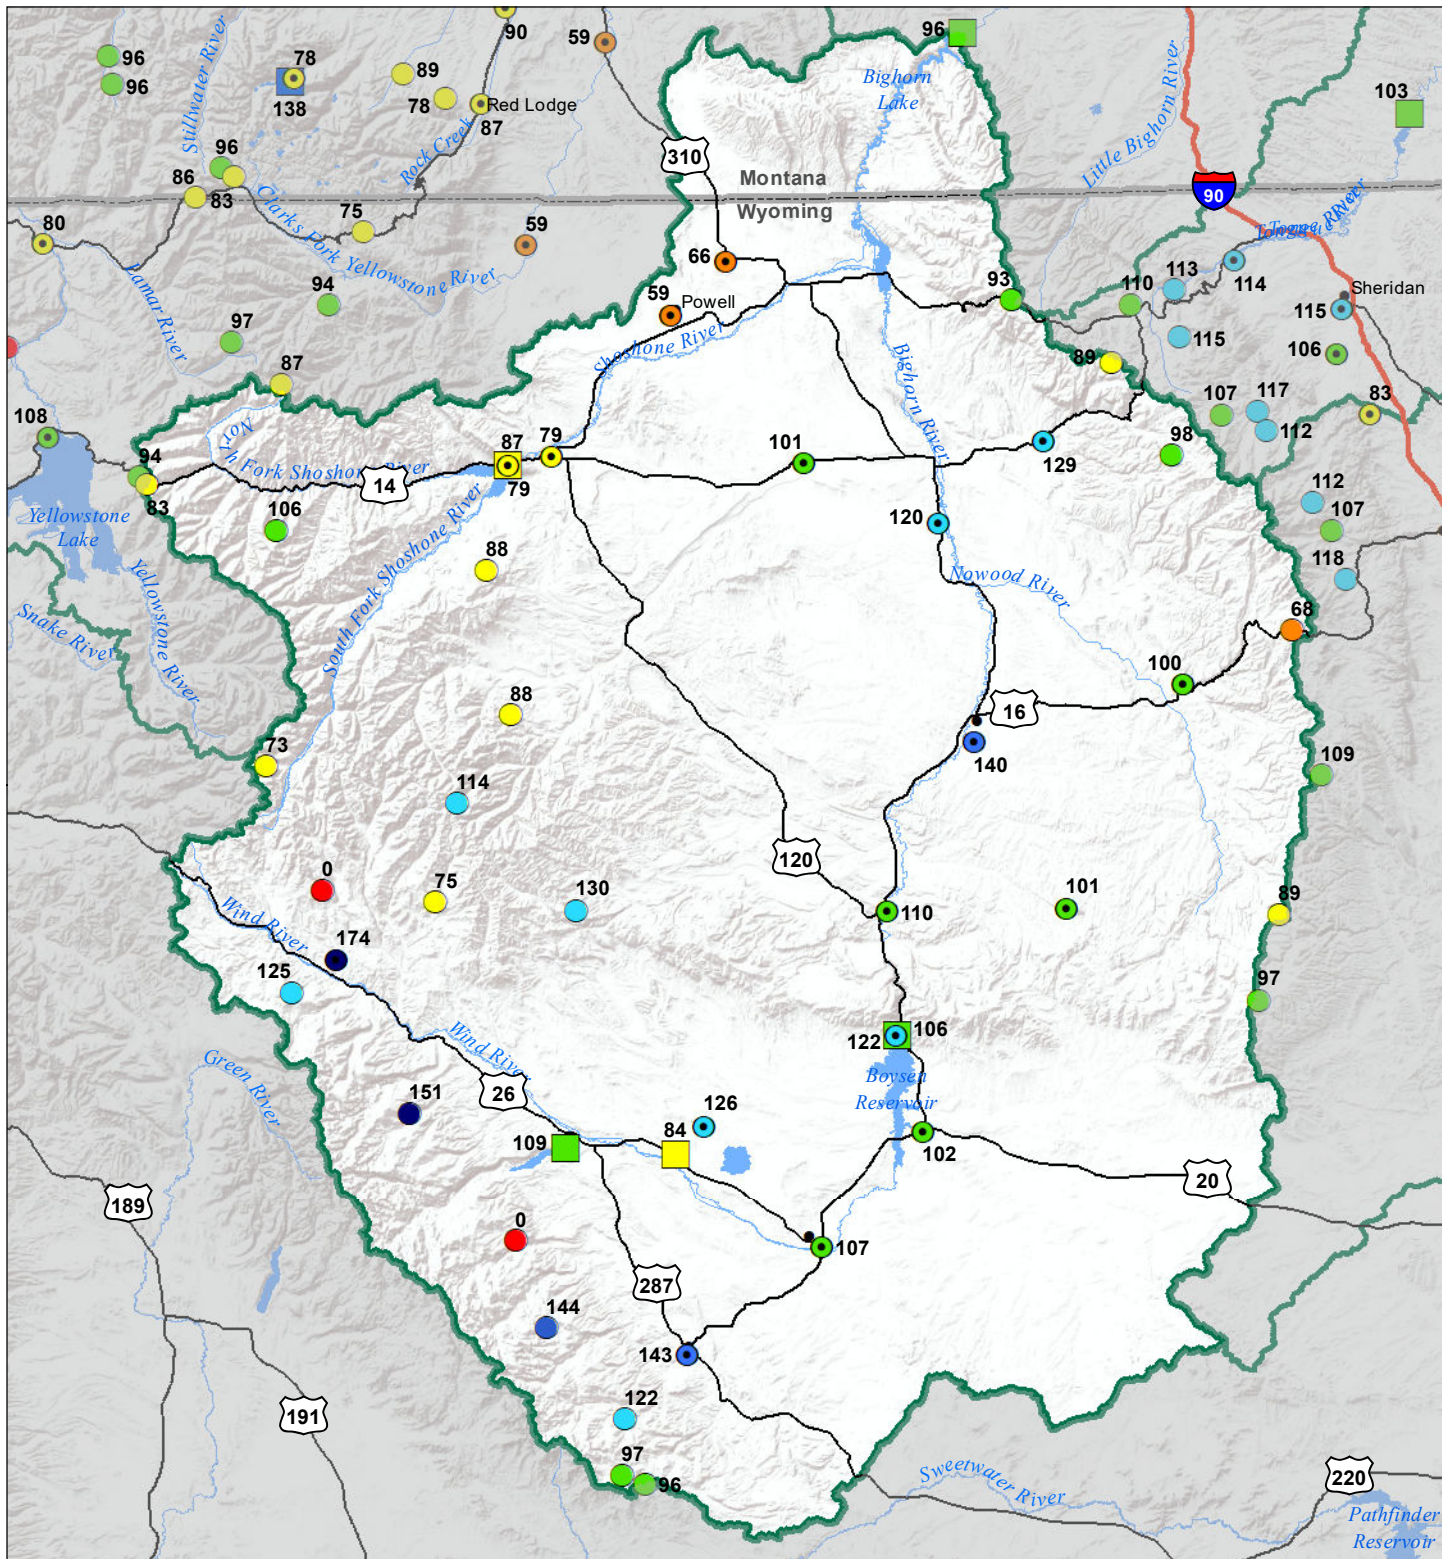 90
59
96
96
96
78
138
89
78
Red Lodge
87
Stillwater River
Rock Creek
Bighorn
Lake
Little Bighorn River
103
310
Montana
Wyoming
90
96
86
83
75
Clarks Fork Yellowstone River
80
59
66
Tongue River
Tongue River
113
114
110
93
Sheridan
115
115
106
59
Powell
Shoshone River
Lamar River
94
97
87
89
Bighorn River
107
117
112
83
108
94
83
North Fork Shoshone River
14
87
79
79
101
129
98
Yellowstone
Lake
106
South Fork Shoshone River
88
120
112
107
118
Nowood River
Snake River
Yellowstone River
68
100
16
88
73
140
109
114
120
0
75
130
110
101
89
Wind River
174
125
97
Wind River
106
122
Boysen
Reservoir
Green River
151
26
126
84
109
102
20
189
0
107
287
144
143
191
122
97
96
Sweetwater River
220
Pathfinder
Reservoir